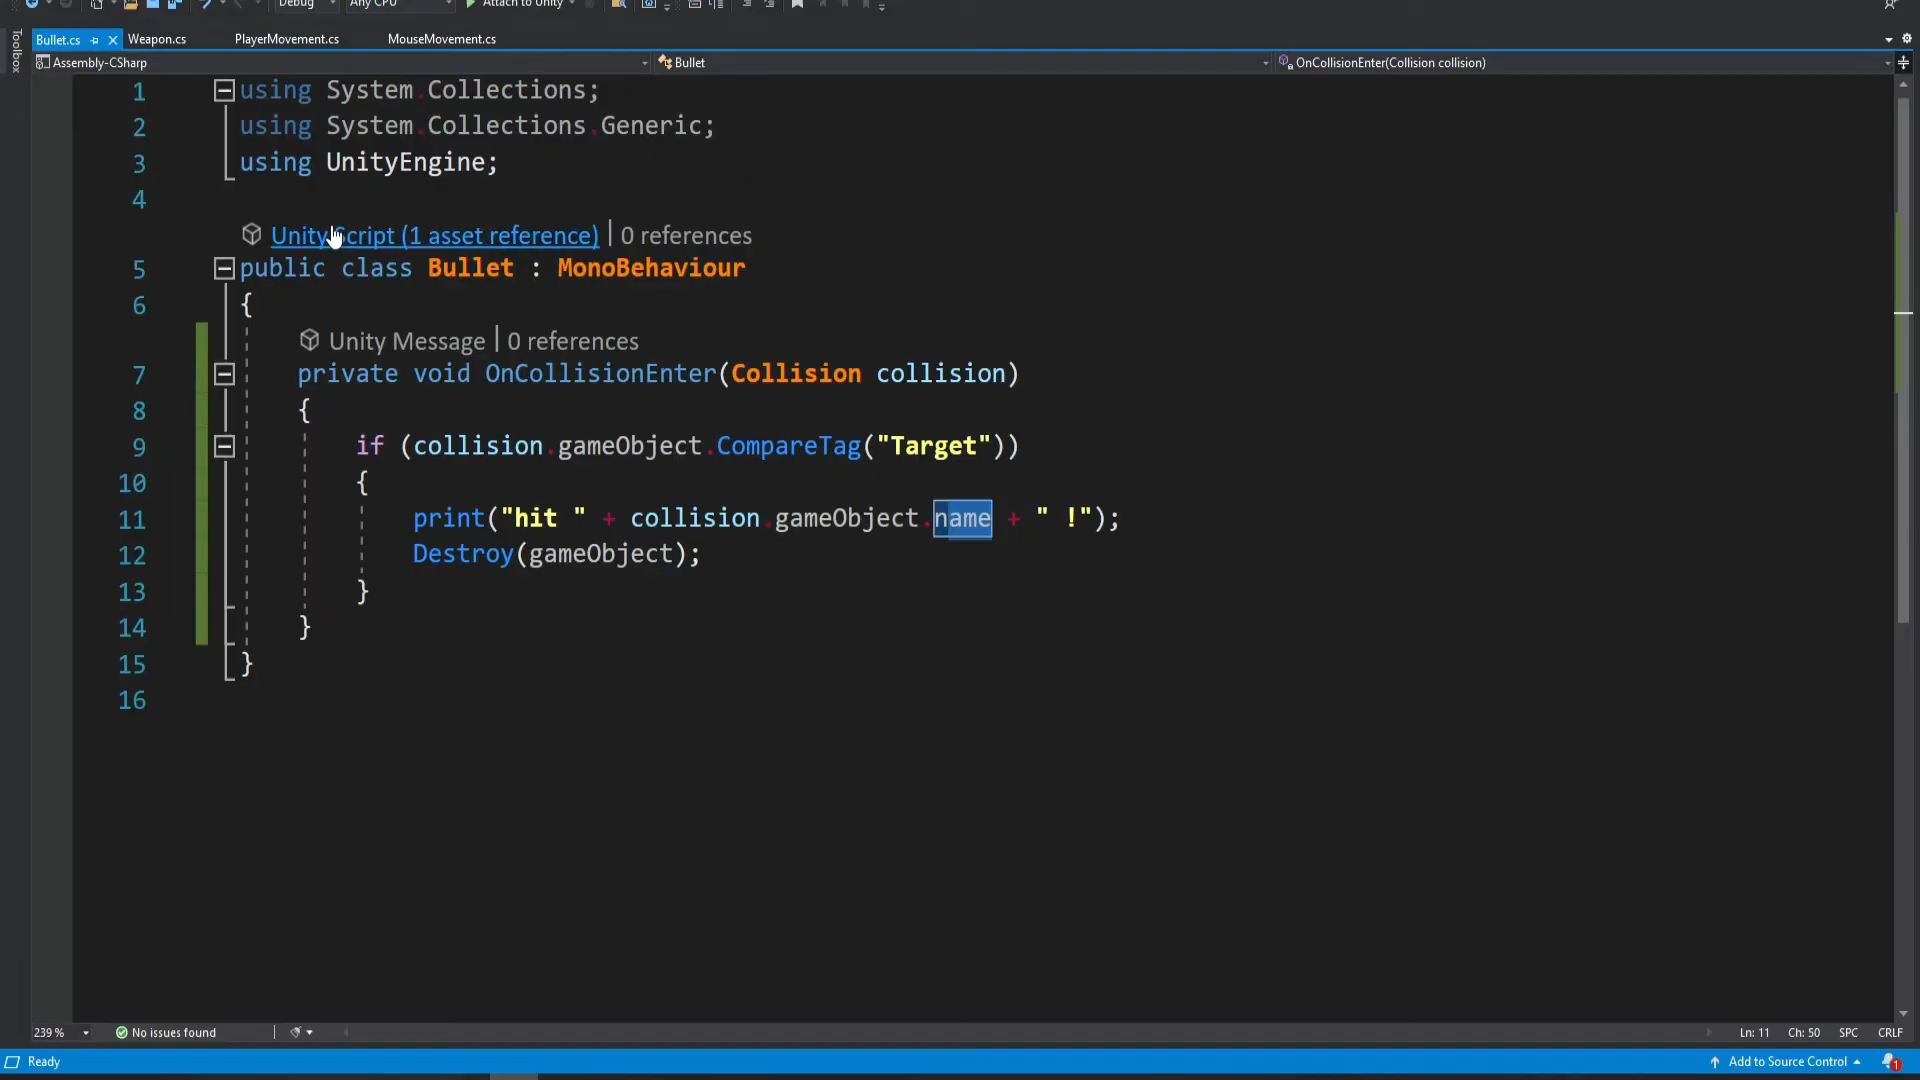 Debug Any CPU Attach to Unity
Toolbox
Bullet.cs Weapon.cs PlayerMovement.cs MouseMovement.cs
Assembly-CSharp Bullet OnCollisionEnter(Collision collision)
1 using System.Collections;
2 using System.Collections.Generic;
3 using UnityEngine;
4
Unity Script (1 asset reference) | 0 references
5 public class Bullet : MonoBehaviour
6 {
Unity Message | 0 references
7 private void OnCollisionEnter(Collision collision)
8 {
9 if (collision.gameObject.CompareTag("Target"))
10 {
11 print("hit " + collision.gameObject.name + " !");
12 Destroy(gameObject);
13 }
14 }
15 }
16
239 % No issues found Ln: 11 Ch: 50 SPC CRLF
Ready Add to Source Control 1